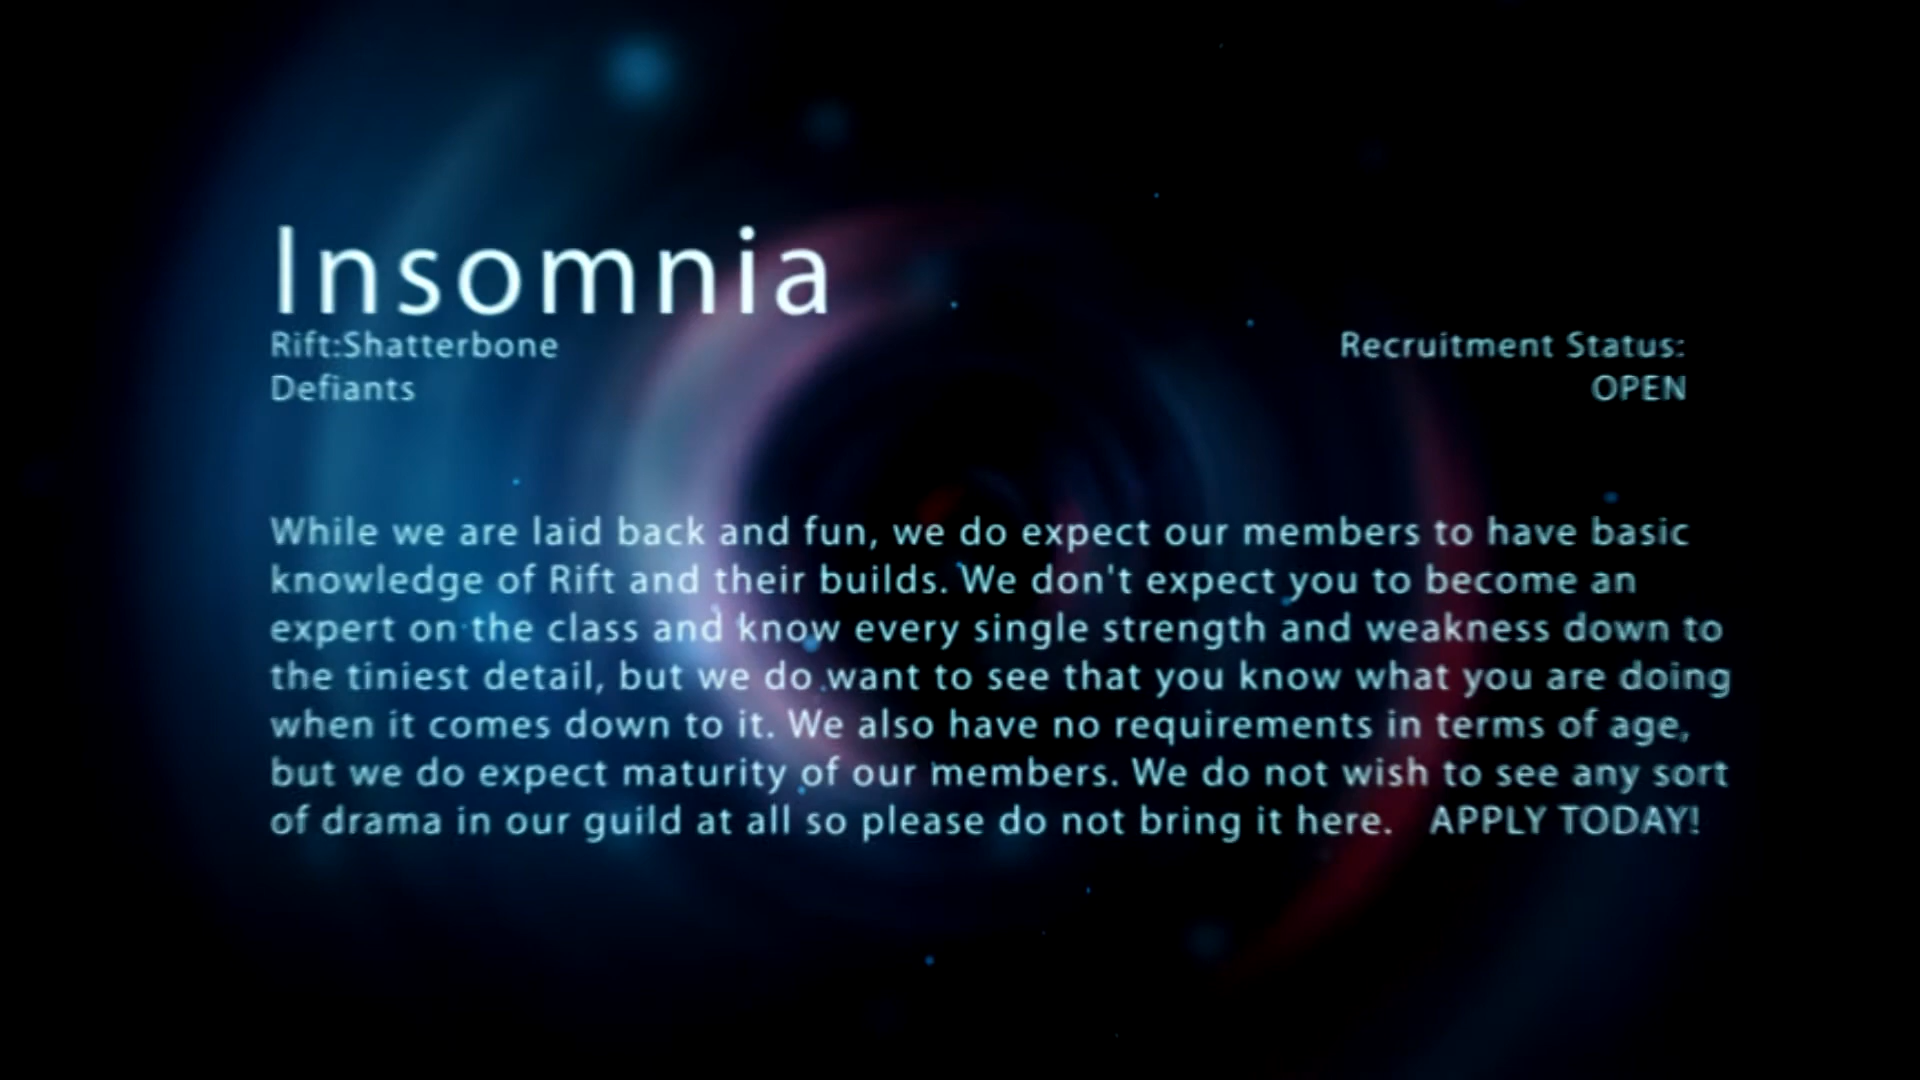 Insomnia
Rift:Shatterbone
Defiants
Recruitment Status:
OPEN
While we are laid back and fun, we do expect our members to have basic
knowledge of Rift and their builds. We don't expect you to become an
expert on the class and know every single strength and weakness down to
the tiniest detail, but we do want to see that you know what you are doing
when it comes down to it. We also have no requirements in terms of age,
but we do expect maturity of our members. We do not wish to see any sort
of drama in our guild at all so please do not bring it here. APPLY TODAY!